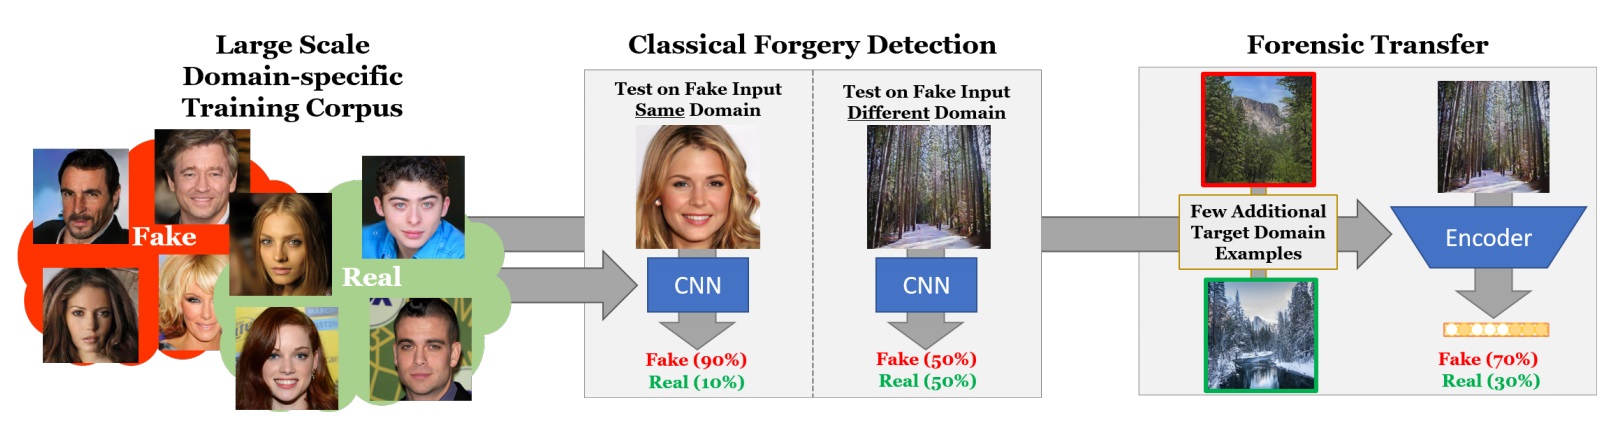 Large Scale
Domain-specific
Training Corpus
Fake
Real
Classical Forgery Detection
Test on Fake Input
Same Domain
CNN
Fake (90%)
Real (10%)
Test on Fake Input
Different Domain
CNN
Fake (50%)
Real (50%)
Forensic Transfer
Few Additional
Target Domain
Examples
Encoder
Fake (70%)
Real (30%)